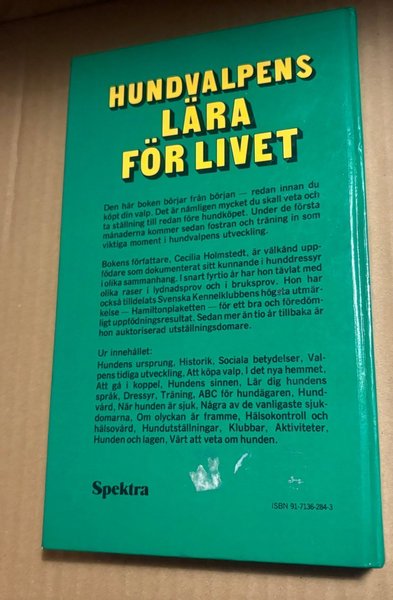 HUNDVALPENS
LÄRA
FÖR LIVET
Den här boken börjar från början — redan innan du
köpt din valp. Det är nämligen mycket du skall veta och
ta ställning till redan före hundköpet. Under de första
månaderna kommer sedan fostran och träning in som
viktiga moment i hundvalpens utveckling.
Bokens författare, Cecilia Holmstedt, är välkänd upp-
födare som dokumenterat sitt kunnande i hunddressyr
i olika sammanhang. I snart fyrtio år har hon tävlat med
olika raser i lydnadsprov och i bruksprov. Hon har
också tilldelats Svenska Kennelklubbens högsta utmär-
kelse — Hamiltonplaketten — för ett bra och föredöm-
ligt uppfödningsresultat. Sedan mer än tio år tillbaka är
hon auktoriserad utställningsdomare.
Ur innehållet:
Hundens ursprung, Historik, Sociala betydelser, Val-
pens tidiga utveckling, Att köpa valp, I det nya hemmet,
Att gå i koppel, Hundens sinnen, Lär dig hundens
språk, Dressyr, Träning, ABC för hundägaren, Hund-
vård, När hunden är sjuk, Några av de vanligaste sjuk-
domarna, Om olyckan är framme, Hälsokontroll och
hälsovård, Hundutställningar, Klubbar, Aktiviteter,
Hunden och lagen, Värt att veta om hunden.
Spektra
ISBN 91-7136-284-3